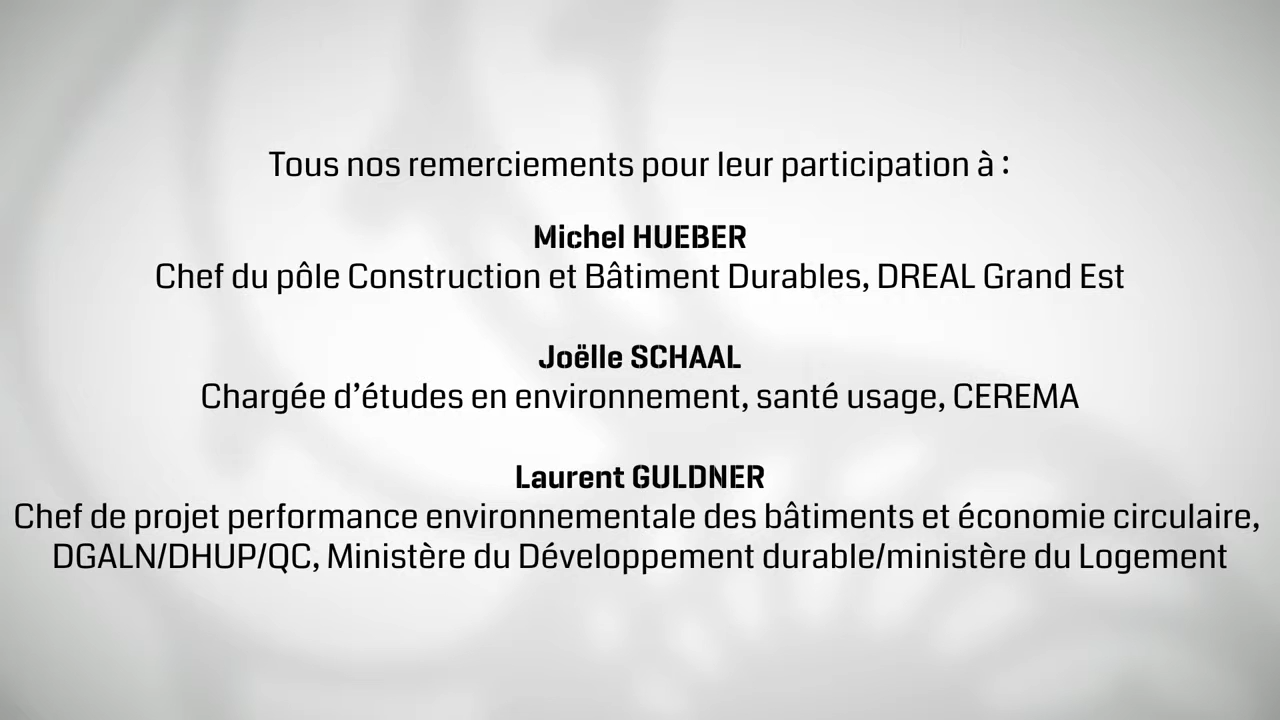 Tous nos remerciements pour leur participation à :
Michel HUEBER
Chef du pôle Construction et Bâtiment Durables, DREAL Grand Est
Joëlle SCHAAL
Chargée d’études en environnement, santé usage, CEREMA
Laurent GULDNER
Chef de projet performance environnementale des bâtiments et économie circulaire,
DGALN/DHUP/QC, Ministère du Développement durable/ministère du Logement